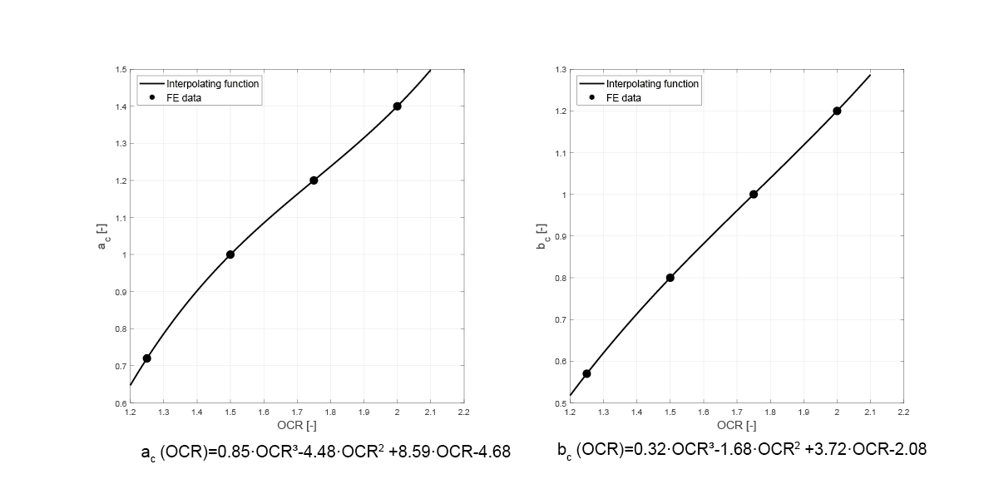 Interpolating function
FE data
1.5
1.4
1.3
1.2
1.1
1
0.9
0.8
0.7
0.6
a c [-]
1.2 1.3 1.4 1.5 1.6 1.7 1.8 1.9 2 2.1 2.2
OCR [-]
a c (OCR)=0.85·OCR³-4.48·OCR² +8.59·OCR-4.68
Interpolating function
FE data
1.3
1.2
1.1
1
0.9
0.8
0.7
0.6
0.5
b c [-]
1.2 1.3 1.4 1.5 1.6 1.7 1.8 1.9 2 2.1 2.2
OCR [-]
b c (OCR)=0.32·OCR³-1.68·OCR² +3.72·OCR-2.08